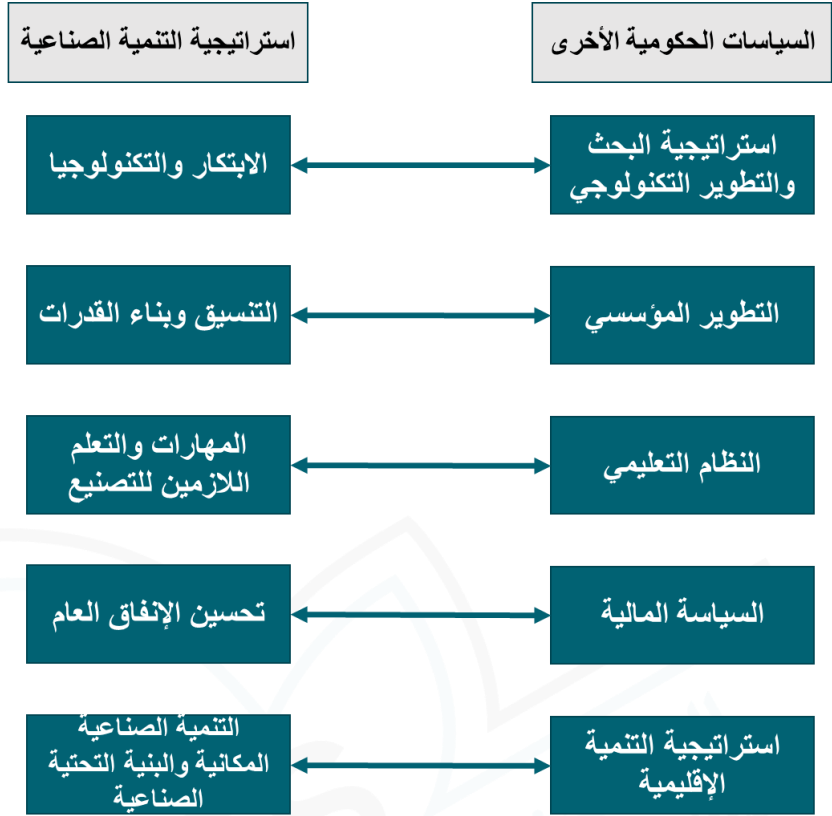 السياسات الحكومية الأخرى
استراتيجية التنمية الصناعية
استراتيجية البحث
والتطوير التكنولوجي
الابتكار والتكنولوجيا
التطوير المؤسسي
التنسيق وبناء القدرات
النظام التعليمي
المهارات والتعلم
اللازمين للتصنيع
السياسة المالية
تحسين الإنفاق العام
استراتيجية التنمية
الإقليمية
التنمية الصناعية
المكانية والبنية التحتية
الصناعية